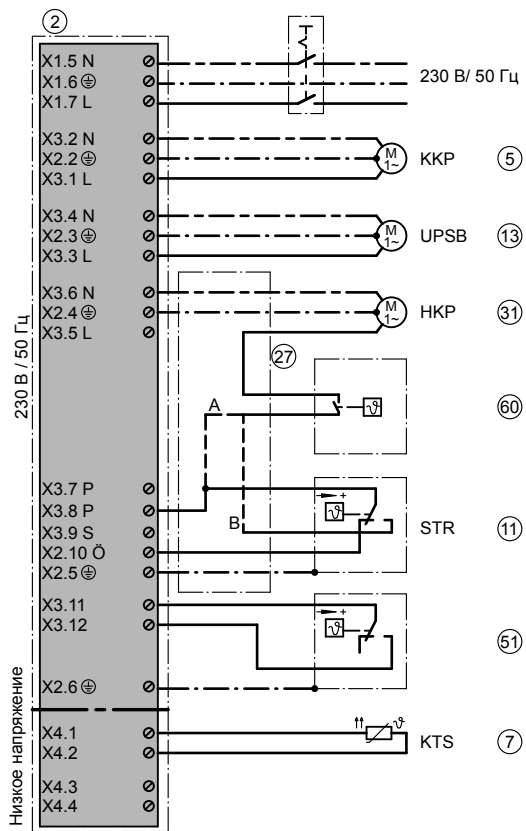 2
X1.5 N
X1.6
X1.7 L
230 В/ 50 Гц
X3.2 N
X2.2
X3.1 L
M
1~
KKP
5
X3.4 N
X2.3
X3.3 L
M
1~
UPSB
13
X3.6 N
X2.4
X3.5 L
M
1~
HKP
31
27
230 В / 50 Гц
A
ϑ
60
X3.7 P
X3.8 P
X3.9 S
X2.10 Ö
X2.5
B
+
ϑ
STR
11
X3.11
X3.12
X2.6
+
ϑ
51
Низкое напряжение
X4.1
X4.2
X4.3
X4.4
ϑ
KTS
7